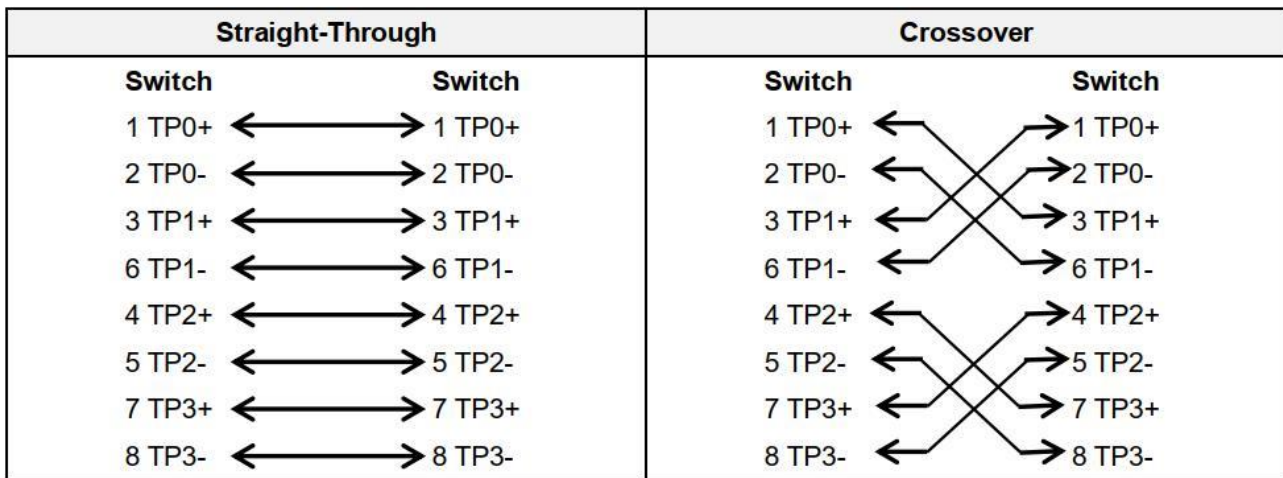 Straight-Through Crossover
Switch Switch Switch Switch
1 TP0+ 1 TP0+ 1 TP0+ 1 TP0+
2 TP0- 2 TP0- 2 TP0- 2 TP0-
3 TP1+ 3 TP1+ 3 TP1+ 3 TP1+
6 TP1- 6 TP1- 6 TP1- 6 TP1-
4 TP2+ 4 TP2+ 4 TP2+ 4 TP2+
5 TP2- 5 TP2- 5 TP2- 5 TP2-
7 TP3+ 7 TP3+ 7 TP3+ 7 TP3+
8 TP3- 8 TP3- 8 TP3- 8 TP3-